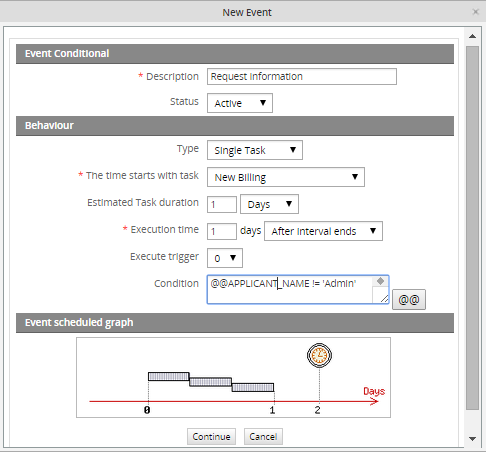 New Event
×
Event Conditional
* Description Request information
Status Active
Behaviour
Type Single Task
* The time starts with task New Billing
Estimated Task duration 1 Days
* Execution time 1 days After interval ends
Execute trigger 0
Condition @@APPLICANT_NAME != 'Admin'
@@
Event scheduled graph
Days
0 1 2
Continue Cancel